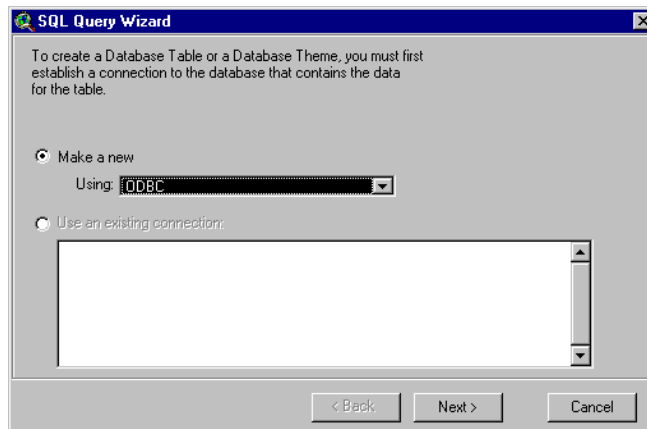 SQL Query Wizard
To create a Database Table or a Database Theme, you must first
establish a connection to the database that contains the data
for the table.
Make a new
Using: ODBC
Use an existing connection:
< Back
Next >
Cancel